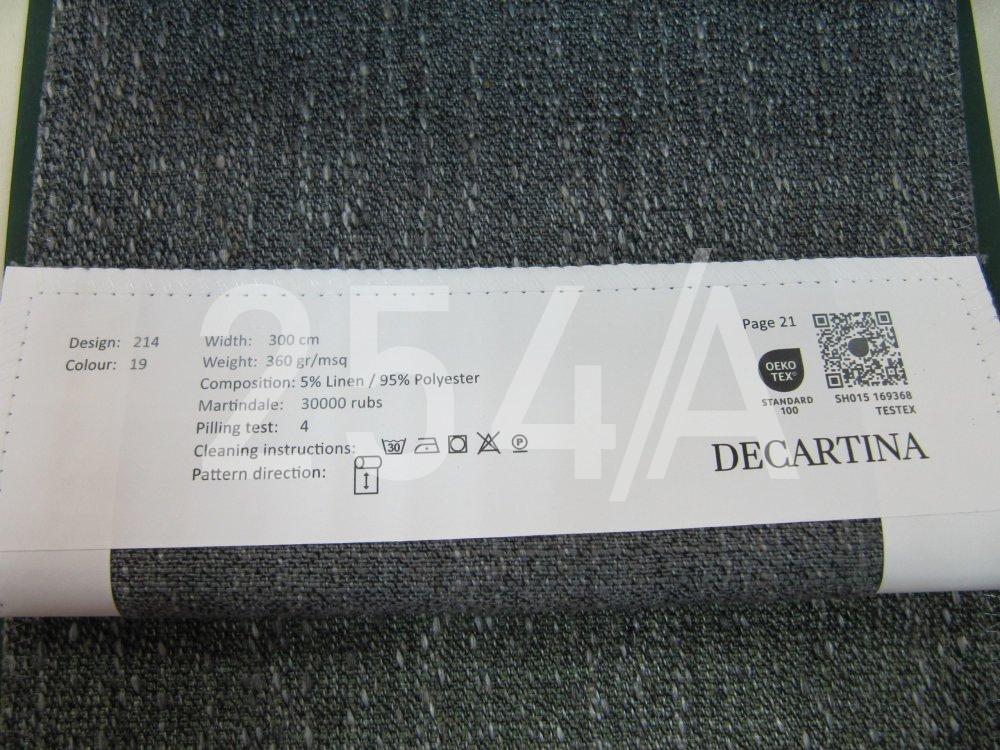 Design: 214
Colour: 19
Width: 300 cm
Weight: 360 gr/msq
Composition: 5% Linen / 95% Polyester
Martindale: 30000 rubs
Pilling test: 4
Cleaning instructions: 30 P
Pattern direction:
Page 21
OEKO
TEX®
STANDARD
100
SH015 169368
TESTEX
DECARTINA
254/A